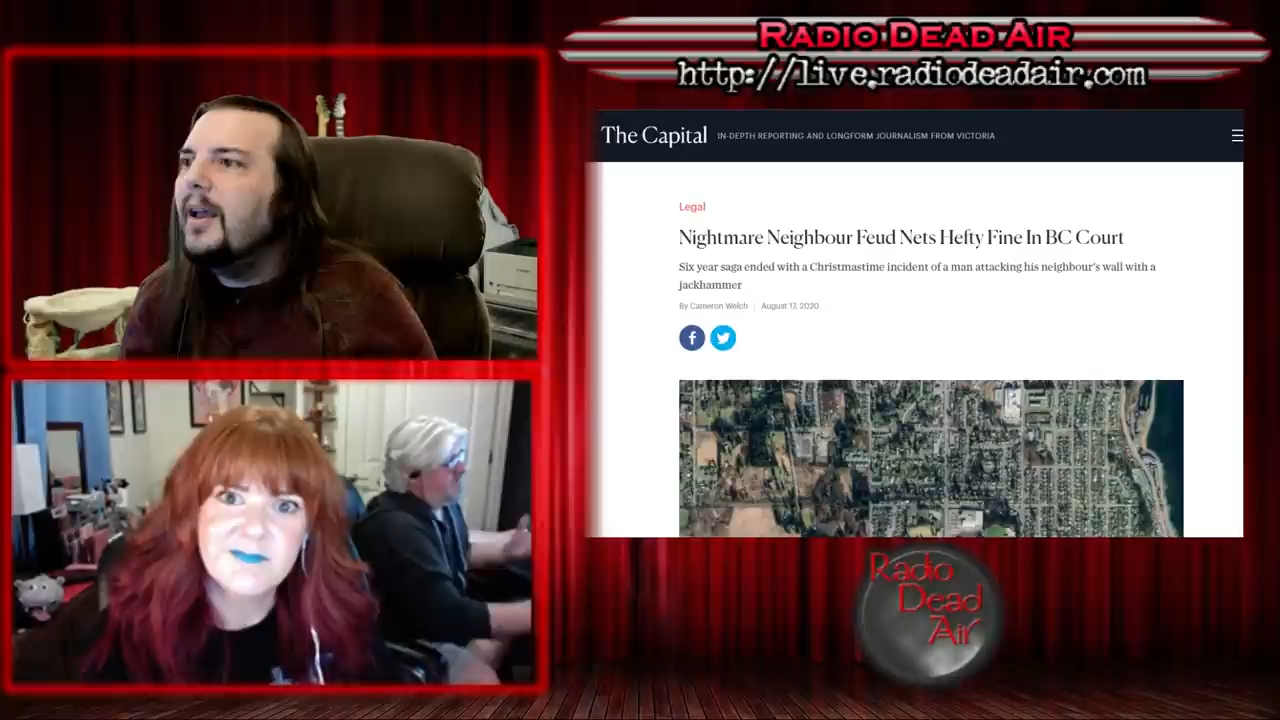 RADIO DEAD AIR
http://live.radiodeadair.com
The Capital
IN-DEPTH REPORTING AND LONGFORM JOURNALISM FROM VICTORIA
Legal
Nightmare Neighbour Feud Nets Hefty Fine In BC Court
Six year saga ended with a Christmastime incident of a man attacking his neighbour's wall with a
jackhammer
By Cameron Welch | August 17, 2020
Radio
Dead
Air